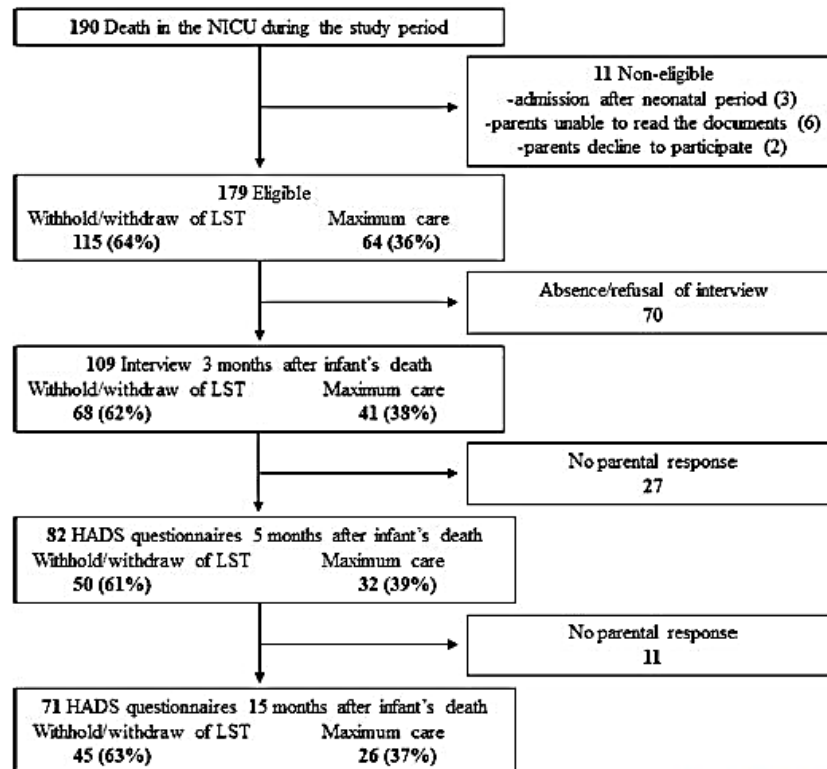 190 Death in the NICU during the study period
11 Non-eligible
-admission after neonatal period (3)
-parents unable to read the documents (6)
-parents decline to participate (2)
179 Eligible
Withhold/withdraw of LST Maximum care
115 (64%) 64 (36%)
Absence/refusal of interview
70
109 Interview 3 months after infant's death
Withhold/withdraw of LST Maximum care
68 (62%) 41 (38%)
No parental response
27
82 HADS questionnaires 5 months after infant's death
Withhold/withdraw of LST Maximum care
50 (61%) 32 (39%)
No parental response
11
71 HADS questionnaires 15 months after infant's death
Withhold/withdraw of LST Maximum care
45 (63%) 26 (37%)